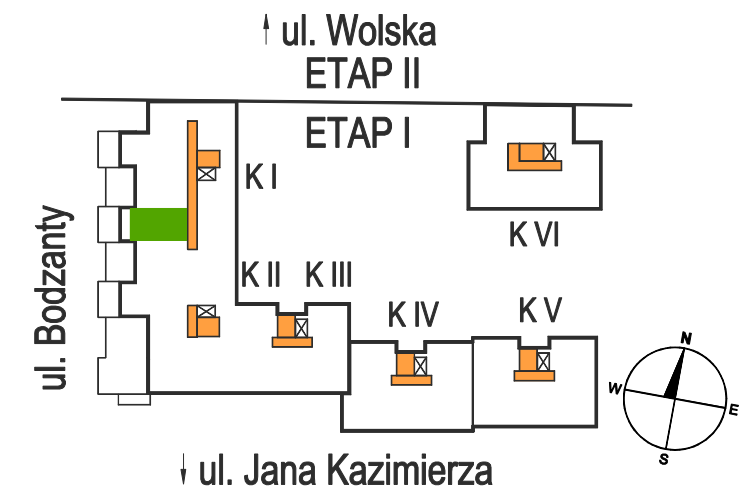 ul. Wolska
ETAP II
ETAP I
K I
K VI
ul. Bodzanty
K II
K III
K IV
K V
N
W
E
S
ul. Jana Kazimierza